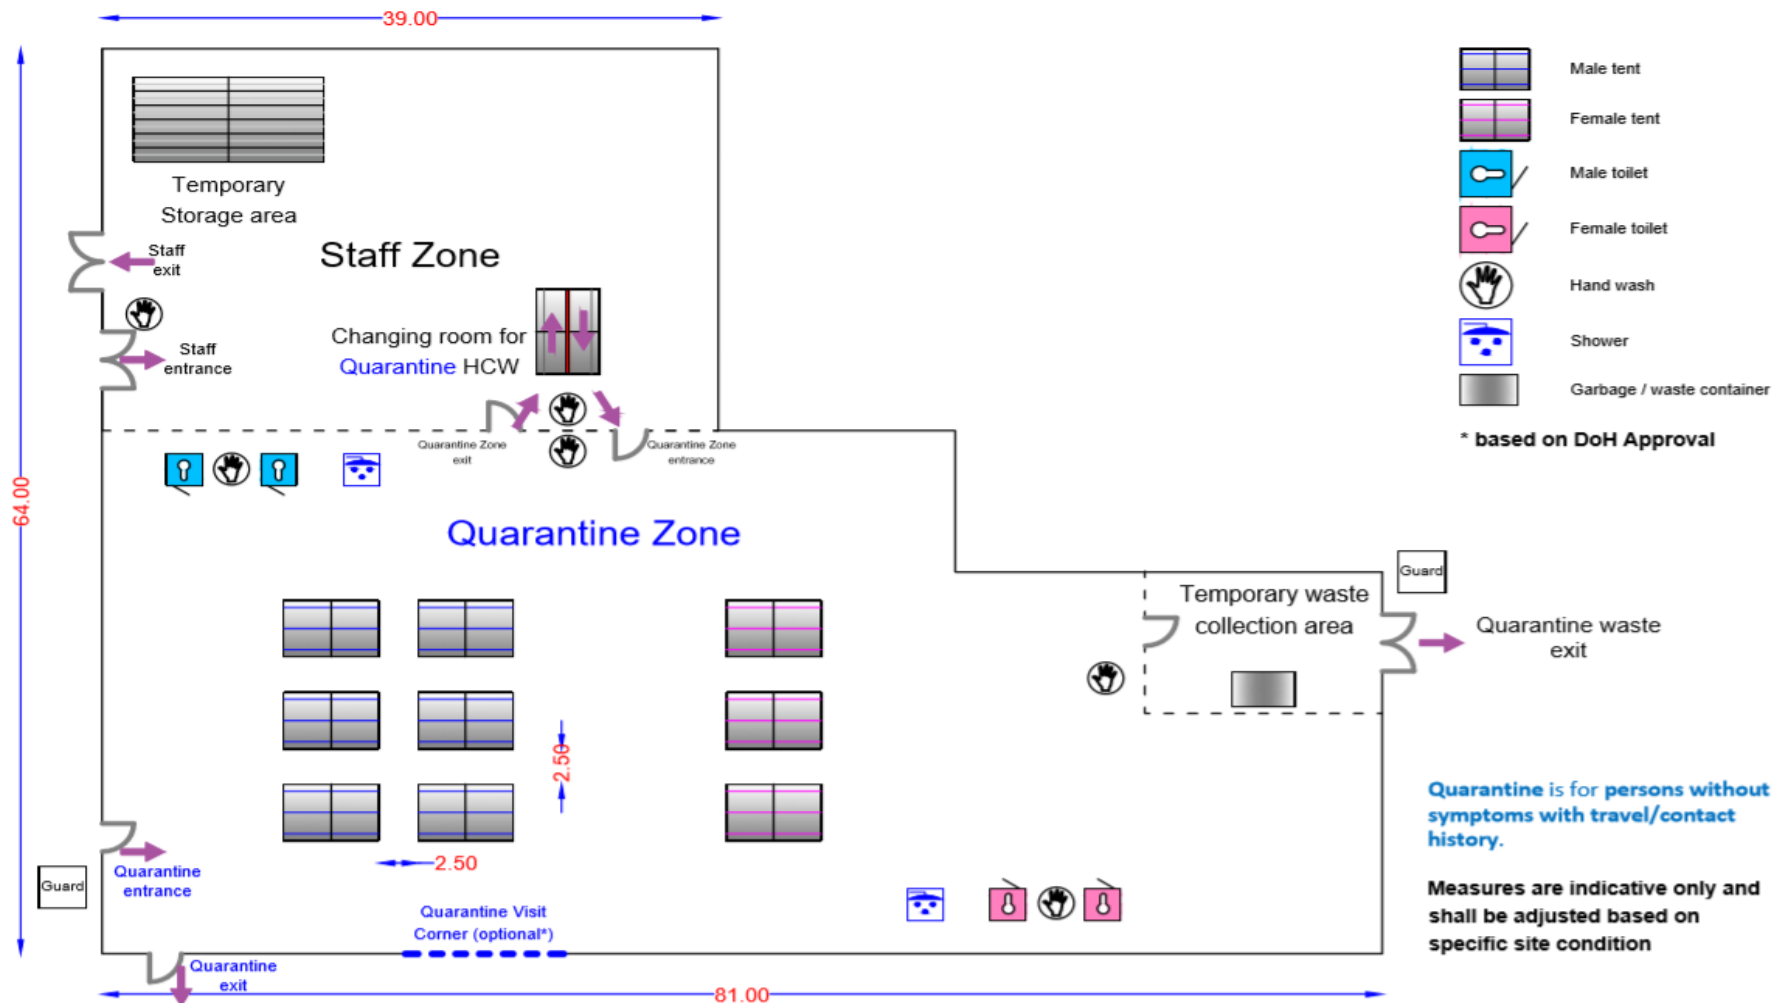 39.00
64.00
Temporary
Storage area
Staff
exit
Staff Zone
Changing room for
Quarantine HCW
Staff
entrance
Quarantine Zone
exit
Quarantine Zone
entrance
Quarantine Zone
Temporary waste
collection area
Guard
Quarantine waste
exit
2.50
2.50
Quarantine
entrance
Guard
Quarantine Visit
Corner (optional*)
Quarantine
exit
81.00
Male tent
Female tent
Male toilet
Female toilet
Hand wash
Shower
Garbage / waste container
* based on DoH Approval
Quarantine is for persons without
symptoms with travel/contact
history.
Measures are indicative only and
shall be adjusted based on
specific site condition